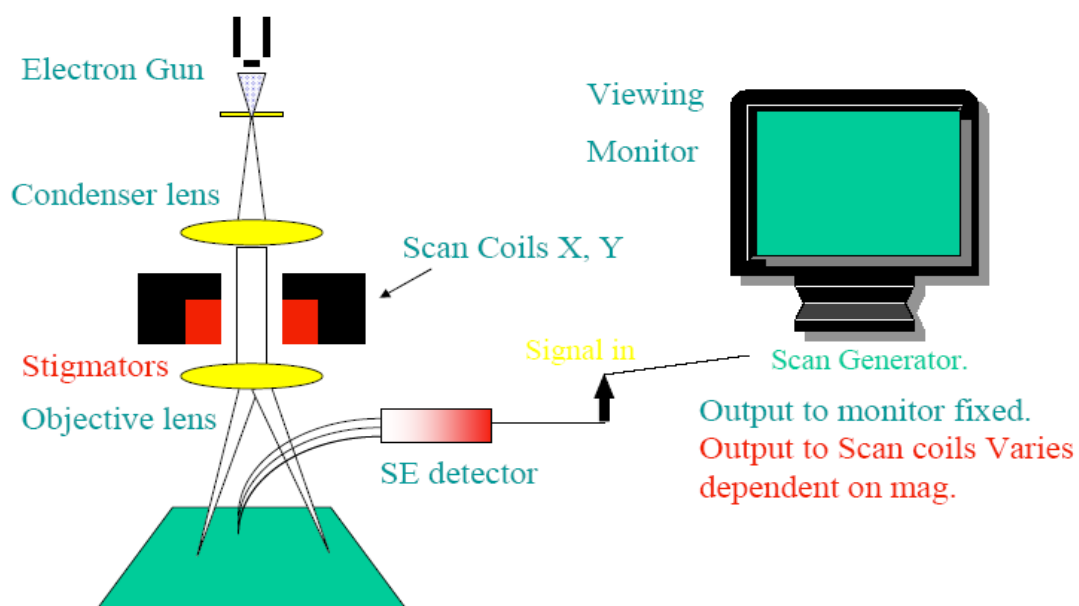 Electron Gun
Viewing
Monitor
Condenser lens
Scan Coils X, Y
Signal in
Scan Generator.
Stigmators
Objective lens
Output to monitor fixed.
Output to Scan coils Varies
dependent on mag.
SE detector